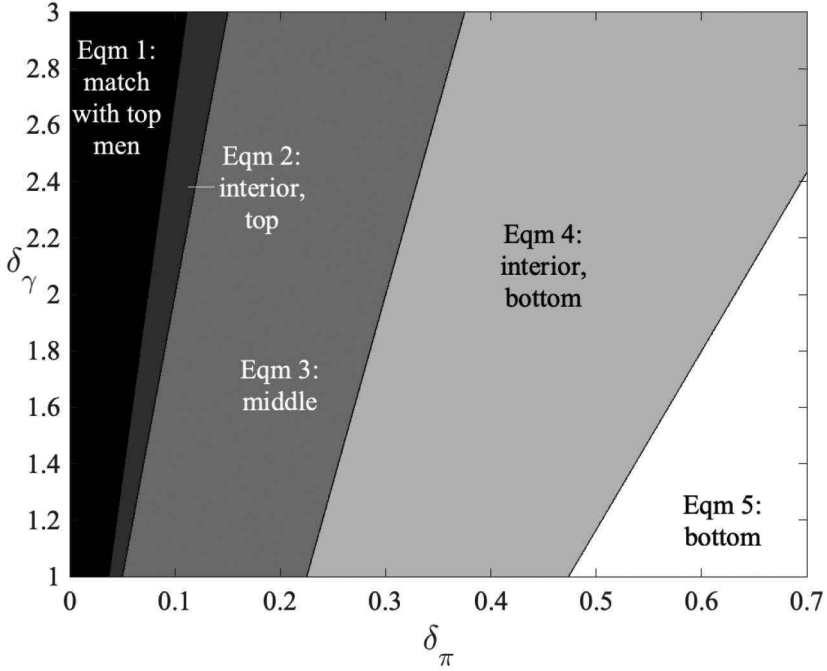 3
2.8
2.6
2.4
2.2
2
1.8
1.6
1.4
1.2
1
δγ
Eqm 1:
match
with top
men
Eqm 2:
interior,
top
Eqm 3:
middle
Eqm 4:
interior,
bottom
Eqm 5:
bottom
0 0.1 0.2 0.3 0.4 0.5 0.6 0.7
δπ